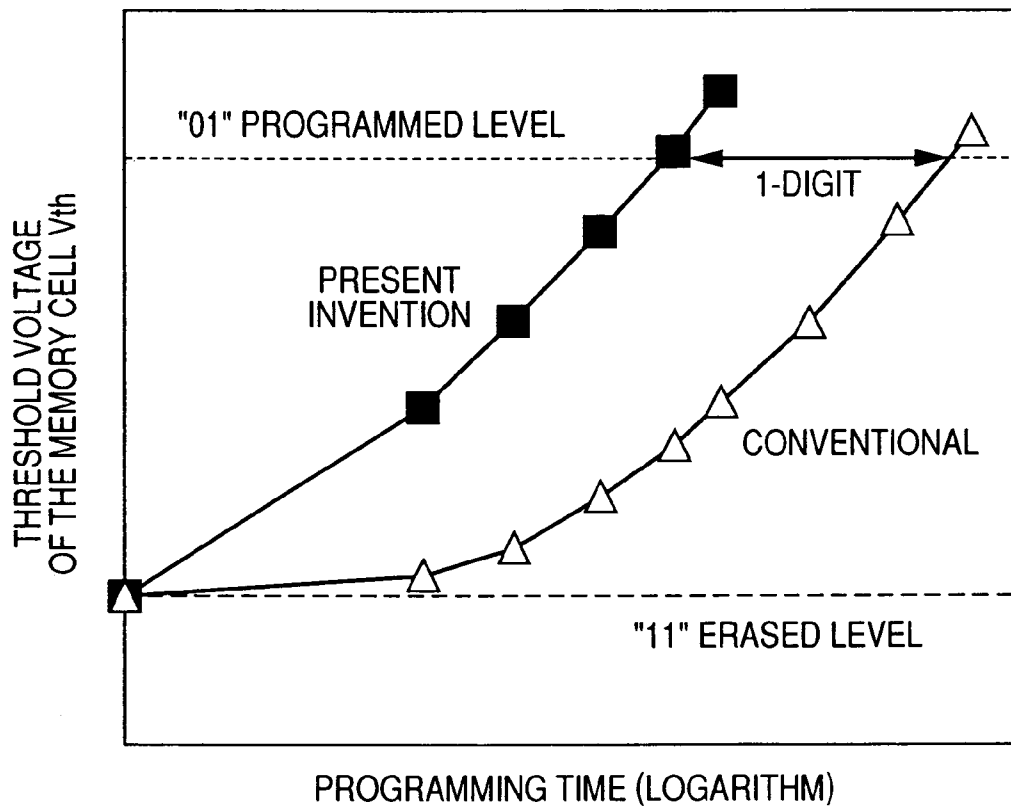 "01" PROGRAMMED LEVEL
1-DIGIT
PRESENT
INVENTION
CONVENTIONAL
"11" ERASED LEVEL
THRESHOLD VOLTAGE
OF THE MEMORY CELL Vth
PROGRAMMING TIME (LOGARITHM)